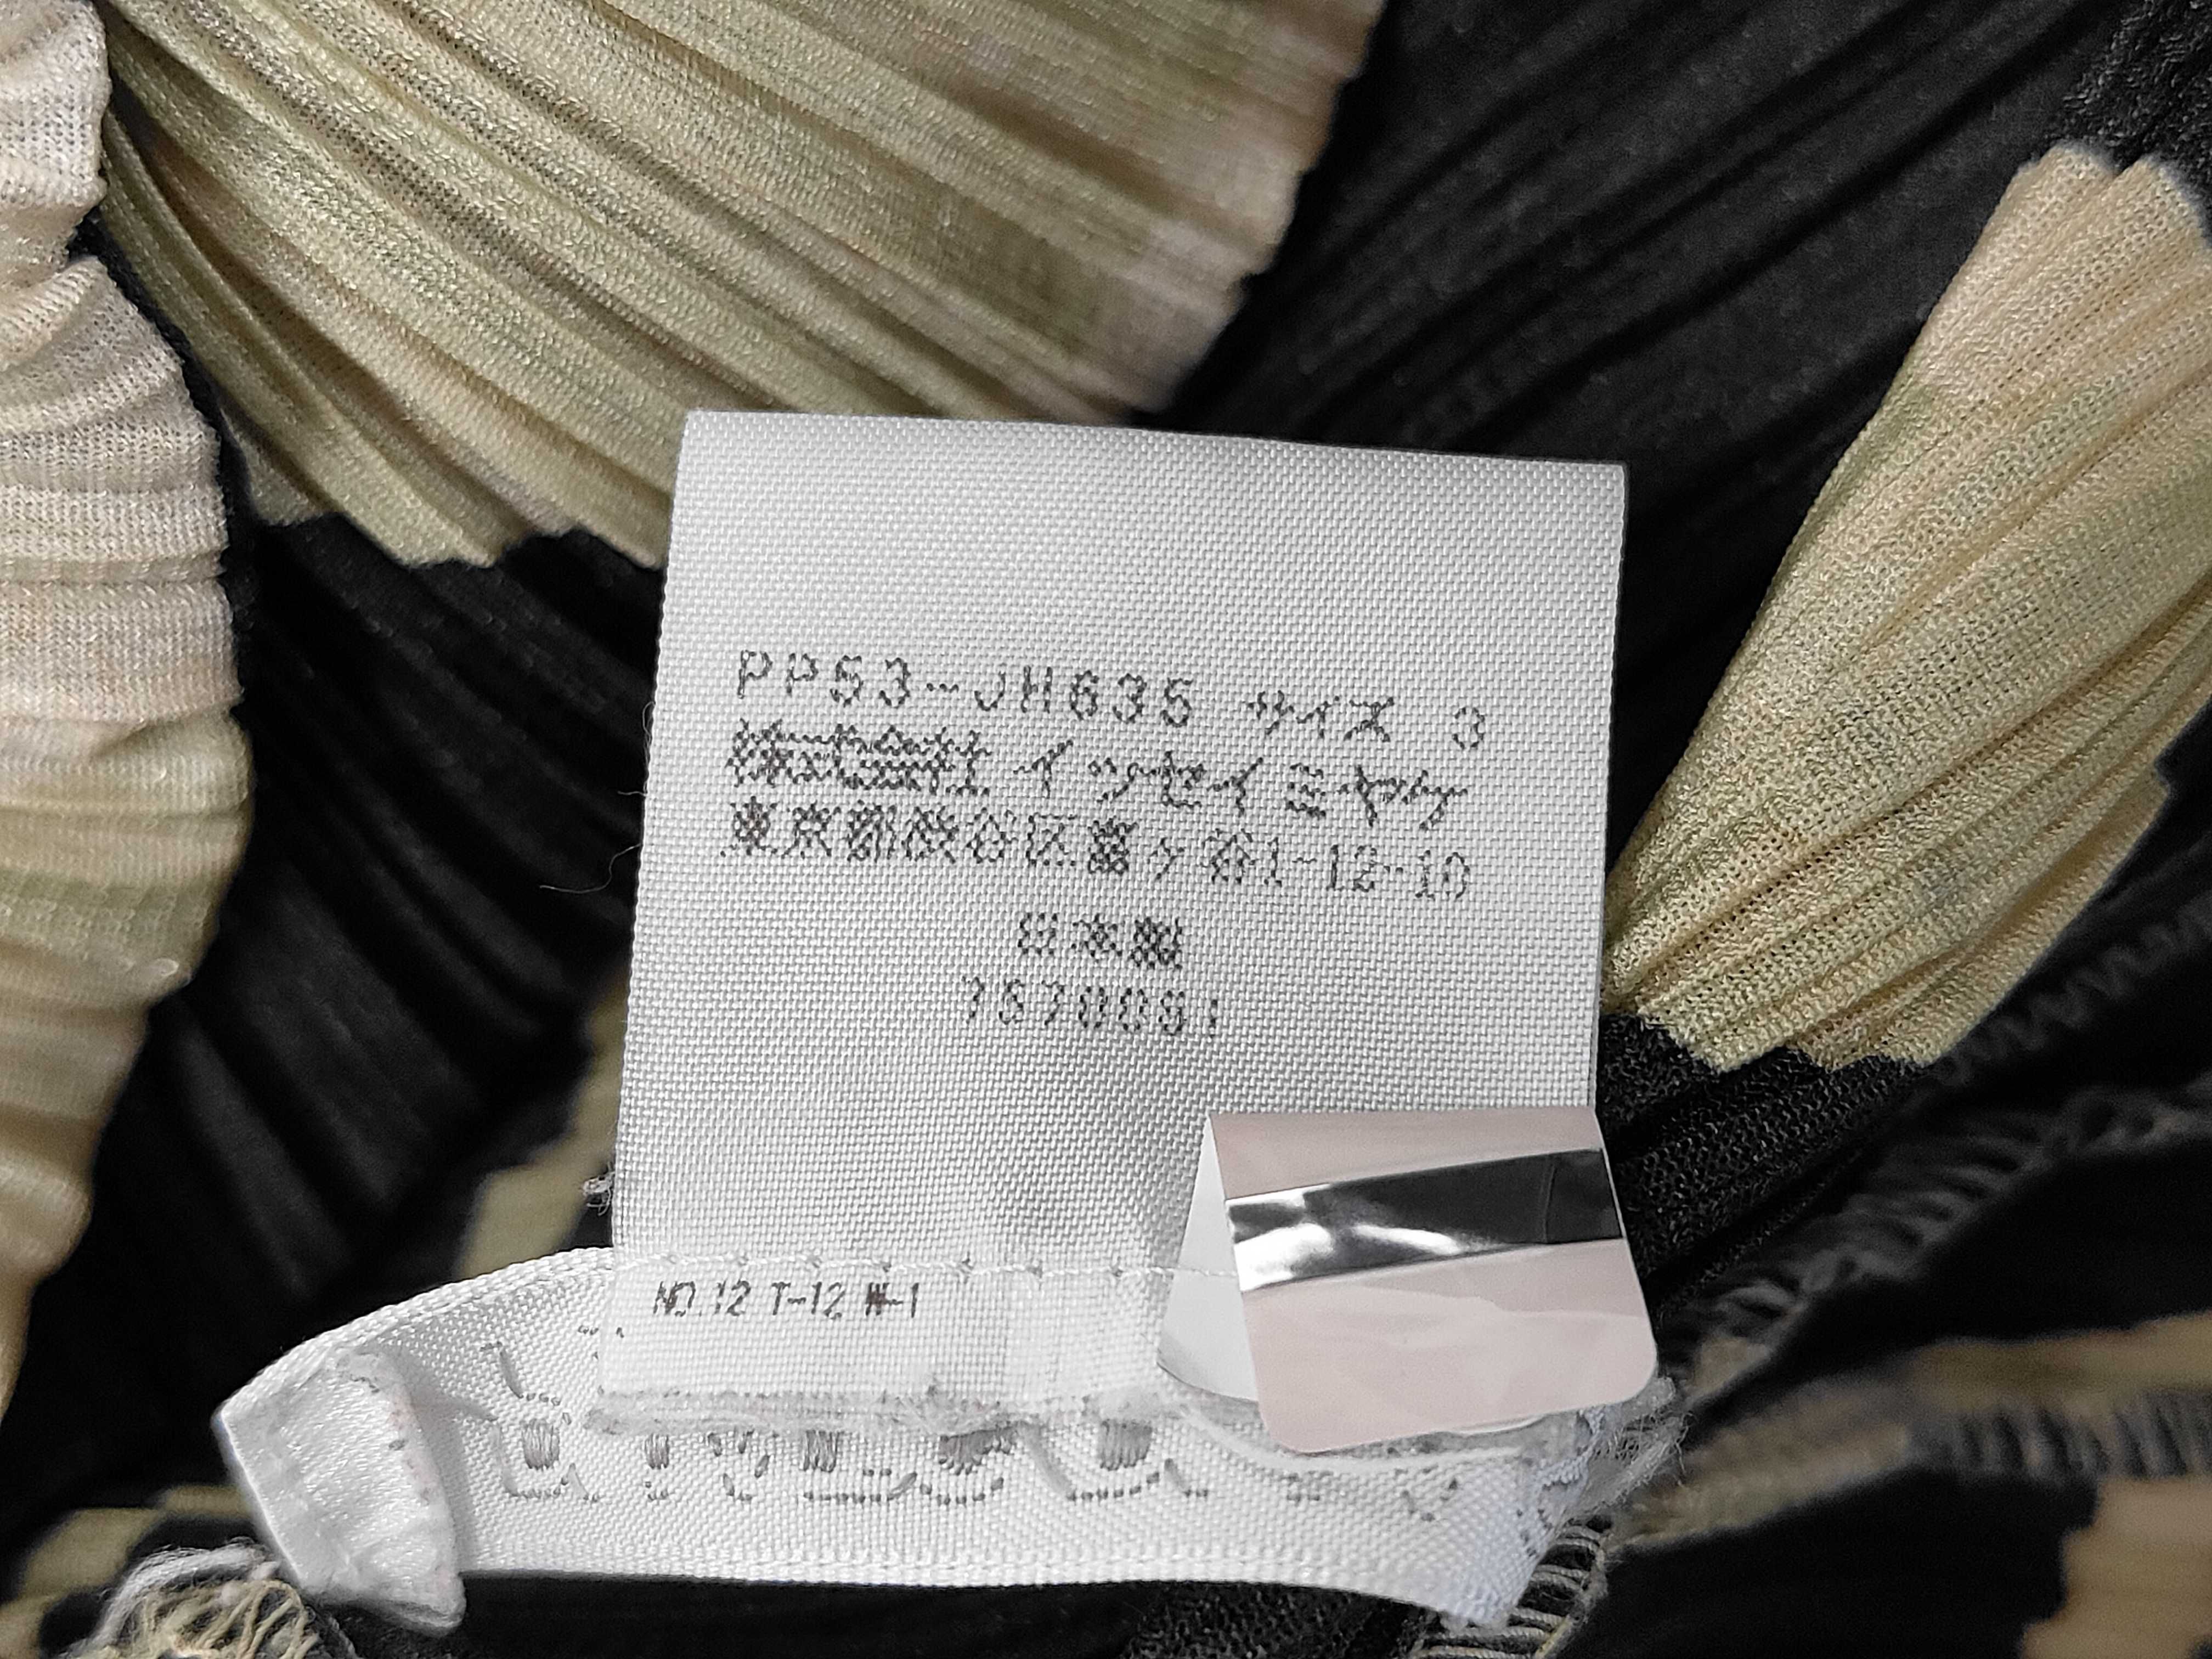 PP53-JH635 サイズ 3
株式会社 イッセイミヤケ
東京都渋谷区富ヶ谷1-12-10
日本製
7570091
NO.12 T-12 W-1